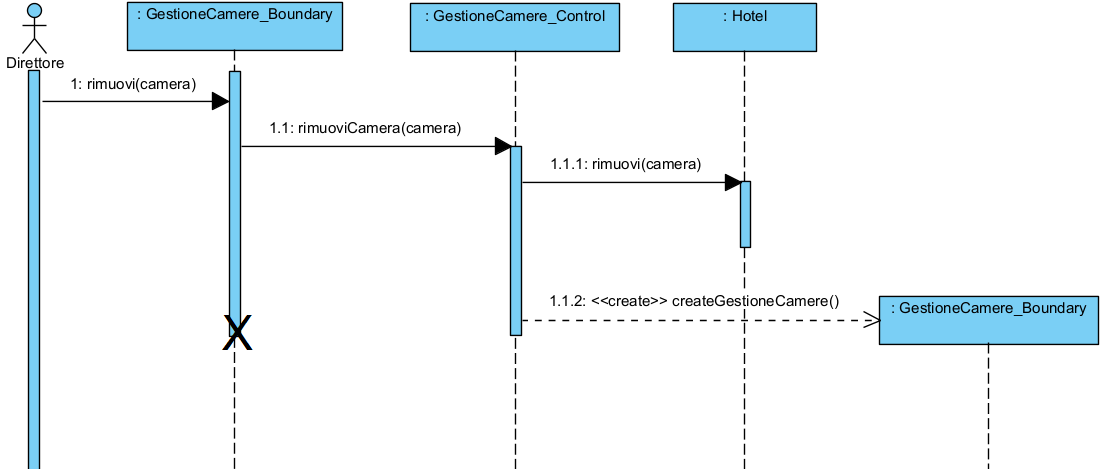 : GestioneCamere_Boundary
: GestioneCamere_Control
: Hotel
Direttore
1: rimuovi(camera)
1.1: rimuoviCamera(camera)
1.1.1: rimuovi(camera)
1.1.2: <<create>> createGestioneCamere()
: GestioneCamere_Boundary